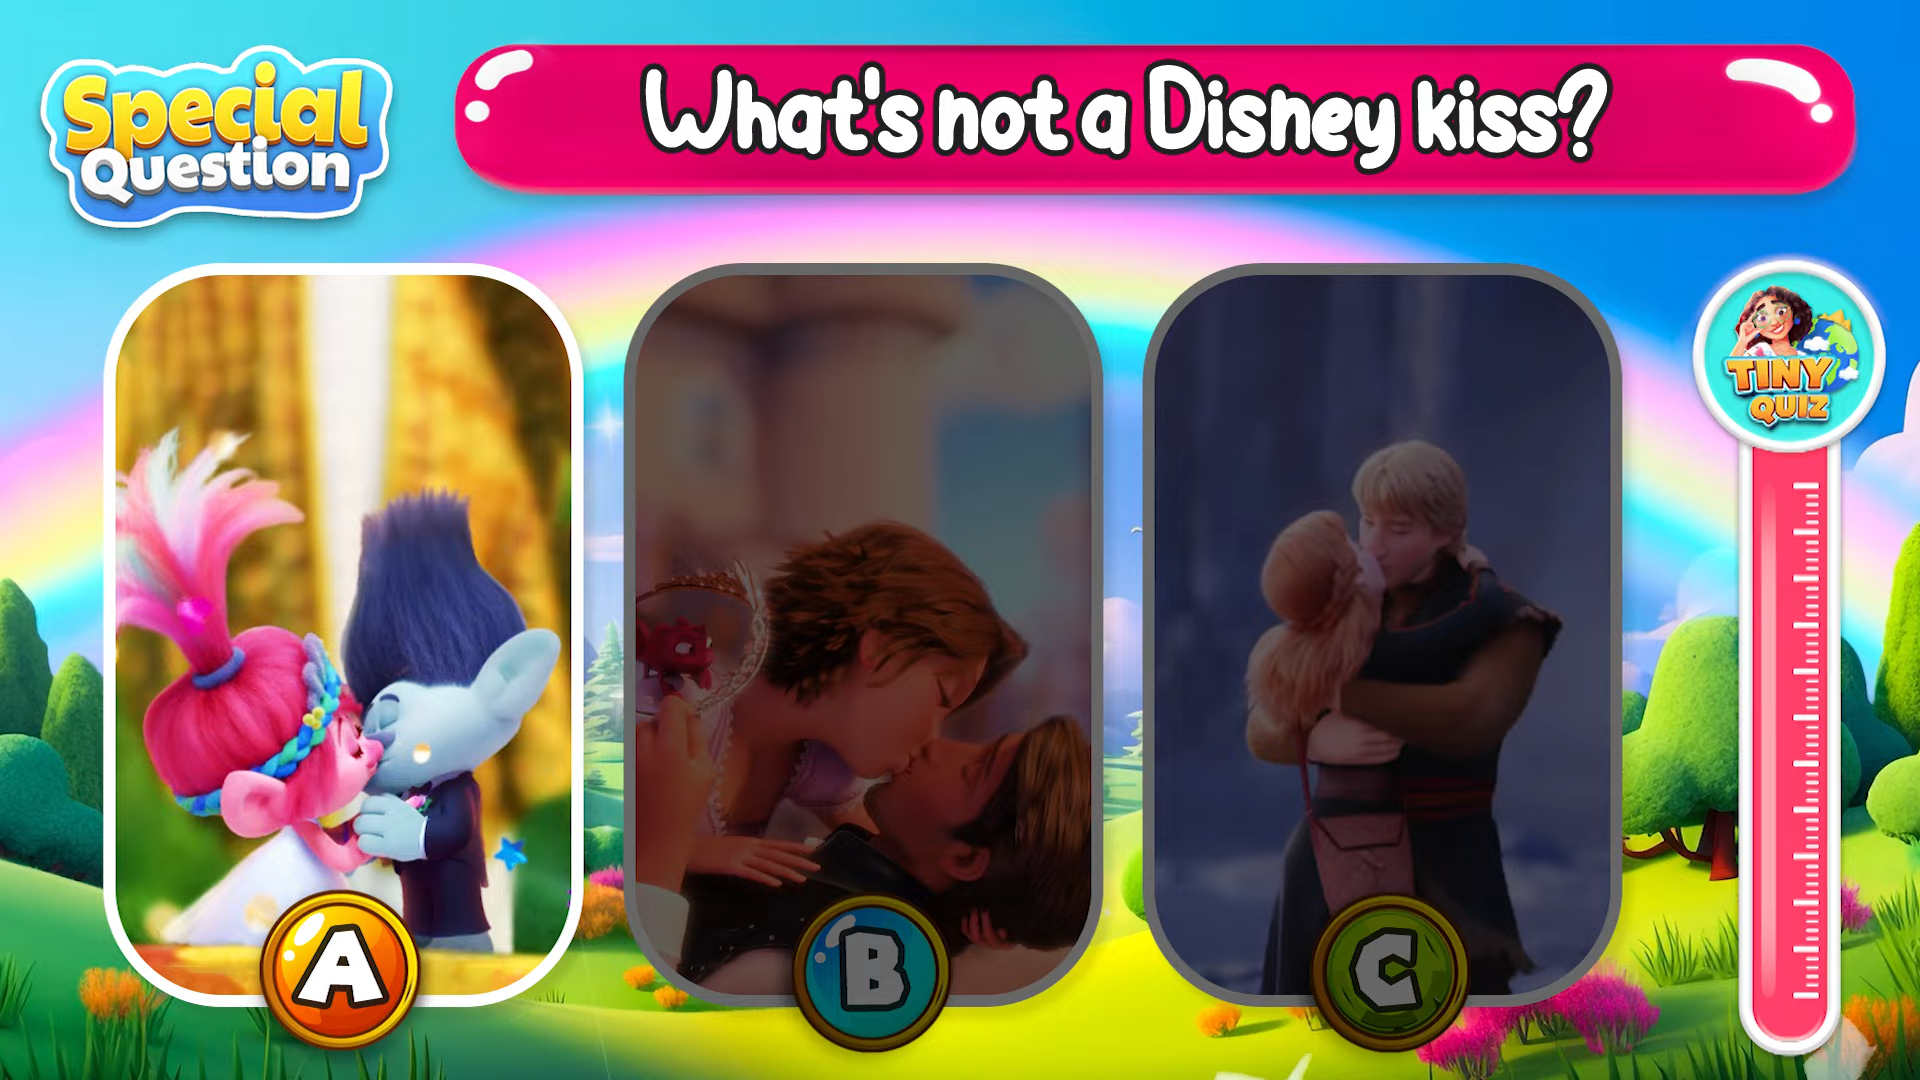 Special
Question
What's not a Disney kiss?
TINY
QUIZ
A
B
C